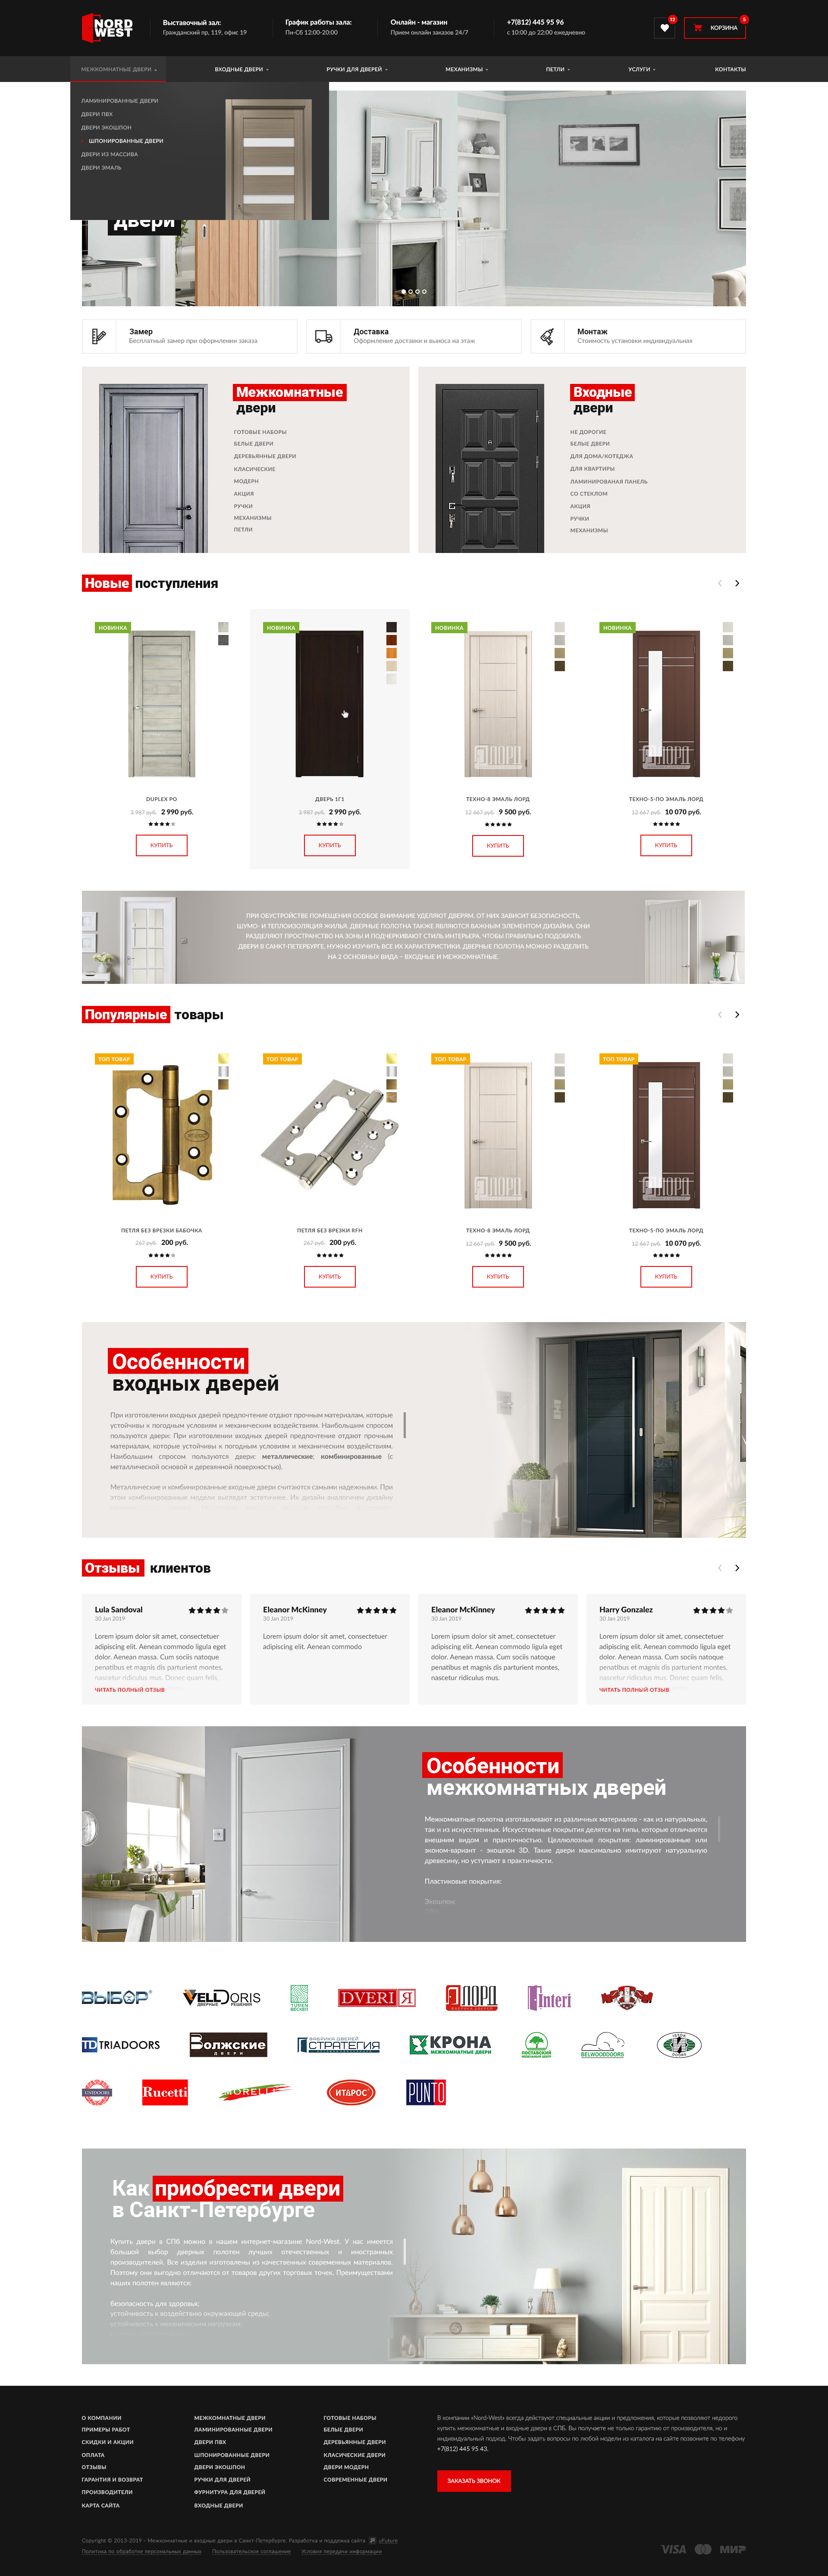 NORD
WEST
Выставочный зал:
Гражданский пр, 119, офис 19
График работы зала:
Пн-Сб 12:00-20:00
Онлайн - магазин
Прием онлайн заказов 24/7
+7(812) 445 95 96
с 10:00 до 22:00 ежедневно
12
КОРЗИНА
5
МЕЖКОМНАТНЫЕ ДВЕРИ
ВХОДНЫЕ ДВЕРИ
РУЧКИ ДЛЯ ДВЕРЕЙ
МЕХАНИЗМЫ
ПЕТЛИ
УСЛУГИ
КОНТАКТЫ
ЛАМИНИРОВАННЫЕ ДВЕРИ
ДВЕРИ ПВХ
ДВЕРИ ЭКОШПОН
ШПОНИРОВАННЫЕ ДВЕРИ
ДВЕРИ ИЗ МАССИВА
ДВЕРИ ЭМАЛЬ
двери
Замер
Бесплатный замер при оформлении заказа
Доставка
Оформление доставки и выноса на этаж
Монтаж
Стоимость установки индивидуальная
Межкомнатные
двери
ГОТОВЫЕ НАБОРЫ
БЕЛЫЕ ДВЕРИ
ДЕРЕВЬЯННЫЕ ДВЕРИ
КЛАСИЧЕСКИЕ
МОДЕРН
АКЦИЯ
РУЧКИ
МЕХАНИЗМЫ
ПЕТЛИ
Входные
двери
НЕ ДОРОГИЕ
БЕЛЫЕ ДВЕРИ
ДЛЯ ДОМА/КОТЕДЖА
ДЛЯ КВАРТИРЫ
ЛАМИНИРОВАНАЯ ПАНЕЛЬ
СО СТЕКЛОМ
АКЦИЯ
РУЧКИ
МЕХАНИЗМЫ
Новые поступления
НОВИНКА
DUPLEX PO
3 987 руб. 2 990 руб.
КУПИТЬ
НОВИНКА
ДВЕРЬ 1Г1
3 987 руб. 2 990 руб.
КУПИТЬ
НОВИНКА
ЛОРД
ТЕХНО-8 ЭМАЛЬ ЛОРД
12 667 руб. 9 500 руб.
КУПИТЬ
НОВИНКА
ЛОРД
ТЕХНО-5-ПО ЭМАЛЬ ЛОРД
12 667 руб. 10 070 руб.
КУПИТЬ
ПРИ ОБУСТРОЙСТВЕ ПОМЕЩЕНИЯ ОСОБОЕ ВНИМАНИЕ УДЕЛЯЮТ ДВЕРЯМ. ОТ НИХ ЗАВИСИТ БЕЗОПАСНОСТЬ,
ШУМО- И ТЕПЛОИЗОЛЯЦИЯ ЖИЛЬЯ. ДВЕРНЫЕ ПОЛОТНА ТАКЖЕ ЯВЛЯЮТСЯ ВАЖНЫМ ЭЛЕМЕНТОМ ДИЗАЙНА. ОНИ
РАЗДЕЛЯЮТ ПРОСТРАНСТВО НА ЗОНЫ И ПОДЧЕРКИВАЮТ СТИЛЬ ИНТЕРЬЕРА. ЧТОБЫ ПРАВИЛЬНО ПОДОБРАТЬ
ДВЕРИ В САНКТ-ПЕТЕРБУРГЕ, НУЖНО ИЗУЧИТЬ ВСЕ ИХ ХАРАКТЕРИСТИКИ. ДВЕРНЫЕ ПОЛОТНА МОЖНО РАЗДЕЛИТЬ
НА 2 ОСНОВНЫХ ВИДА – ВХОДНЫЕ И МЕЖКОМНАТНЫЕ.
Популярные товары
ТОП ТОВАР
ПЕТЛЯ БЕЗ ВРЕЗКИ БАБОЧКА
267 руб. 200 руб.
КУПИТЬ
ТОП ТОВАР
ПЕТЛЯ БЕЗ ВРЕЗКИ RFH
267 руб. 200 руб.
КУПИТЬ
ТОП ТОВАР
ЛОРД
ТЕХНО-8 ЭМАЛЬ ЛОРД
12 667 руб. 9 500 руб.
КУПИТЬ
ТОП ТОВАР
ЛОРД
ТЕХНО-5-ПО ЭМАЛЬ ЛОРД
12 667 руб. 10 070 руб.
КУПИТЬ
Особенности
входных дверей
При изготовлении входных дверей предпочтение отдают прочным материалам, которые
устойчивы к погодным условиям и механическим воздействиям. Наибольшим спросом
пользуются двери: При изготовлении входных дверей предпочтение отдают прочным
материалам, которые устойчивы к погодным условиям и механическим воздействиям.
Наибольшим спросом пользуются двери: металлические; комбинированные (с
металлической основой и деревянной поверхностью).
Металлические и комбинированные входные двери считаются самыми надежными. При
этом комбинированные модели выглядят эстетичнее. Их дизайн аналогичен дизайну
Отзывы клиентов
Lula Sandoval
30 Jan 2019
Lorem ipsum dolor sit amet, consectetuer
adipiscing elit. Aenean commodo ligula eget
dolor. Aenean massa. Cum sociis natoque
penatibus et magnis dis parturient montes,
nascetur ridiculus mus. Donec quam felis,
ЧИТАТЬ ПОЛНЫЙ ОТЗЫВ
Eleanor McKinney
30 Jan 2019
Lorem ipsum dolor sit amet, consectetuer
adipiscing elit. Aenean commodo
Eleanor McKinney
30 Jan 2019
Lorem ipsum dolor sit amet, consectetuer
adipiscing elit. Aenean commodo ligula eget
dolor. Aenean massa. Cum sociis natoque
penatibus et magnis dis parturient montes,
nascetur ridiculus mus.
Harry Gonzalez
30 Jan 2019
Lorem ipsum dolor sit amet, consectetuer
adipiscing elit. Aenean commodo ligula eget
dolor. Aenean massa. Cum sociis natoque
penatibus et magnis dis parturient montes,
nascetur ridiculus mus. Donec quam felis,
ЧИТАТЬ ПОЛНЫЙ ОТЗЫВ
Особенности
межкомнатных дверей
Межкомнатные полотна изготавливают из различных материалов - как из натуральных,
так и из искусственных. Искусственные покрытия делятся на типы, которые отличаются
внешним видом и практичностью. Целлюлозные покрытия: ламинированные или
эконом-вариант - экошпон 3D. Такие двери максимально имитируют натуральную
древесину, но уступают в практичности.
Пластиковые покрытия:
Экошпон;
ВЫБОР
VELLDORIS
ДВЕРНЫЕ РЕШЕНИЯ
TUREN
BECHER
DVERI Я
ЛОРД
Interi
TD TRIADOORS
Волжские
ДВЕРИ
ФАБРИКА ДВЕРЕЙ
СТРАТЕГИЯ
КРОНА
МЕЖКОМНАТНЫЕ ДВЕРИ
ПОСТАВСКИЙ
МЕБЕЛЬНЫЙ ЦЕНТР
BELWOODDOORS
UNIDOORS
Rucetti
MORELLI
ИТАРОС
PUNTO
Как приобрести двери
в Санкт-Петербурге
Купить двери в СПб можно в нашем интернет-магазине Nord-West. У нас имеется
большой выбор дверных полотен лучших отечественных и иностранных
производителей. Все изделия изготовлены из качественных современных материалов.
Поэтому они выгодно отличаются от товаров других торговых точек. Преимуществами
наших полотен являются:
безопасность для здоровья;
устойчивость к воздействию окружающей среды;
устойчивость к механическим нагрузкам;
О КОМПАНИИ
ПРИМЕРЫ РАБОТ
СКИДКИ И АКЦИИ
ОПЛАТА
ОТЗЫВЫ
ГАРАНТИЯ И ВОЗВРАТ
ПРОИЗВОДИТЕЛИ
КАРТА САЙТА
МЕЖКОМНАТНЫЕ ДВЕРИ
ЛАМИНИРОВАННЫЕ ДВЕРИ
ДВЕРИ ПВХ
ШПОНИРОВАННЫЕ ДВЕРИ
ДВЕРИ ЭКОШПОН
РУЧКИ ДЛЯ ДВЕРЕЙ
ФУРНИТУРА ДЛЯ ДВЕРЕЙ
ВХОДНЫЕ ДВЕРИ
ГОТОВЫЕ НАБОРЫ
БЕЛЫЕ ДВЕРИ
ДЕРЕВЬЯННЫЕ ДВЕРИ
КЛАСИЧЕСКИЕ ДВЕРИ
ДВЕРИ МОДЕРН
СОВРЕМЕННЫЕ ДВЕРИ
В компании «Nord-West» всегда действуют специальные акции и предложения, которые позволяют недорого
купить межкомнатные и входные двери в СПБ. Вы получаете не только гарантию от производителя, но и
индивидуальный подход. Чтобы задать вопросы по любой модели из каталога на сайте позвоните по телефону
+7(812) 445 95 43.
ЗАКАЗАТЬ ЗВОНОК
Copyright © 2013-2019 - Межкомнатные и входные двери в Санкт-Петербурге; Разработка и поддежка сайта uFuture
Политика по обработке персональных данных
Пользовательское соглашение
Условия передачи информации
VISA
МИР